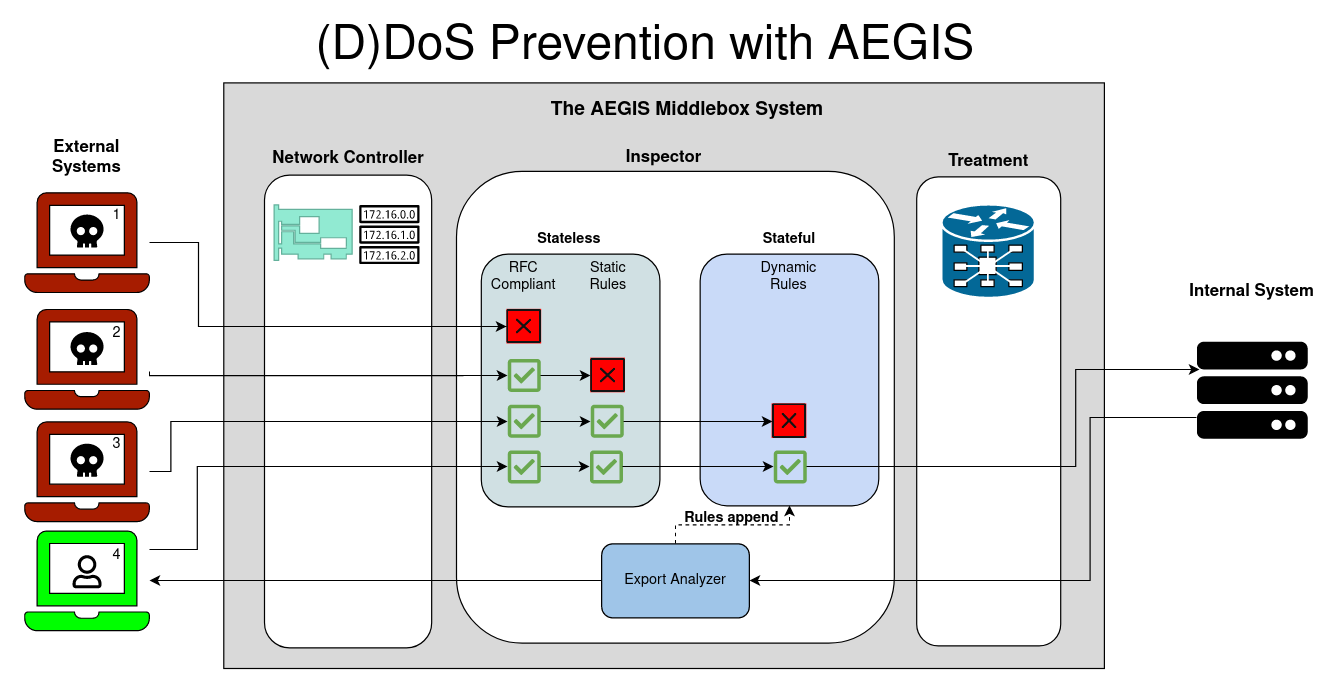 (D)DoS Prevention with AEGIS
The AEGIS Middlebox System
External
Systems
Network Controller
Inspector
Treatment
1
172.16.0.0
172.16.1.0
172.16.2.0
Stateless
Stateful
RFC
Compliant
Static
Rules
Dynamic
Rules
Internal System
2
3
4
Rules append
Export Analyzer